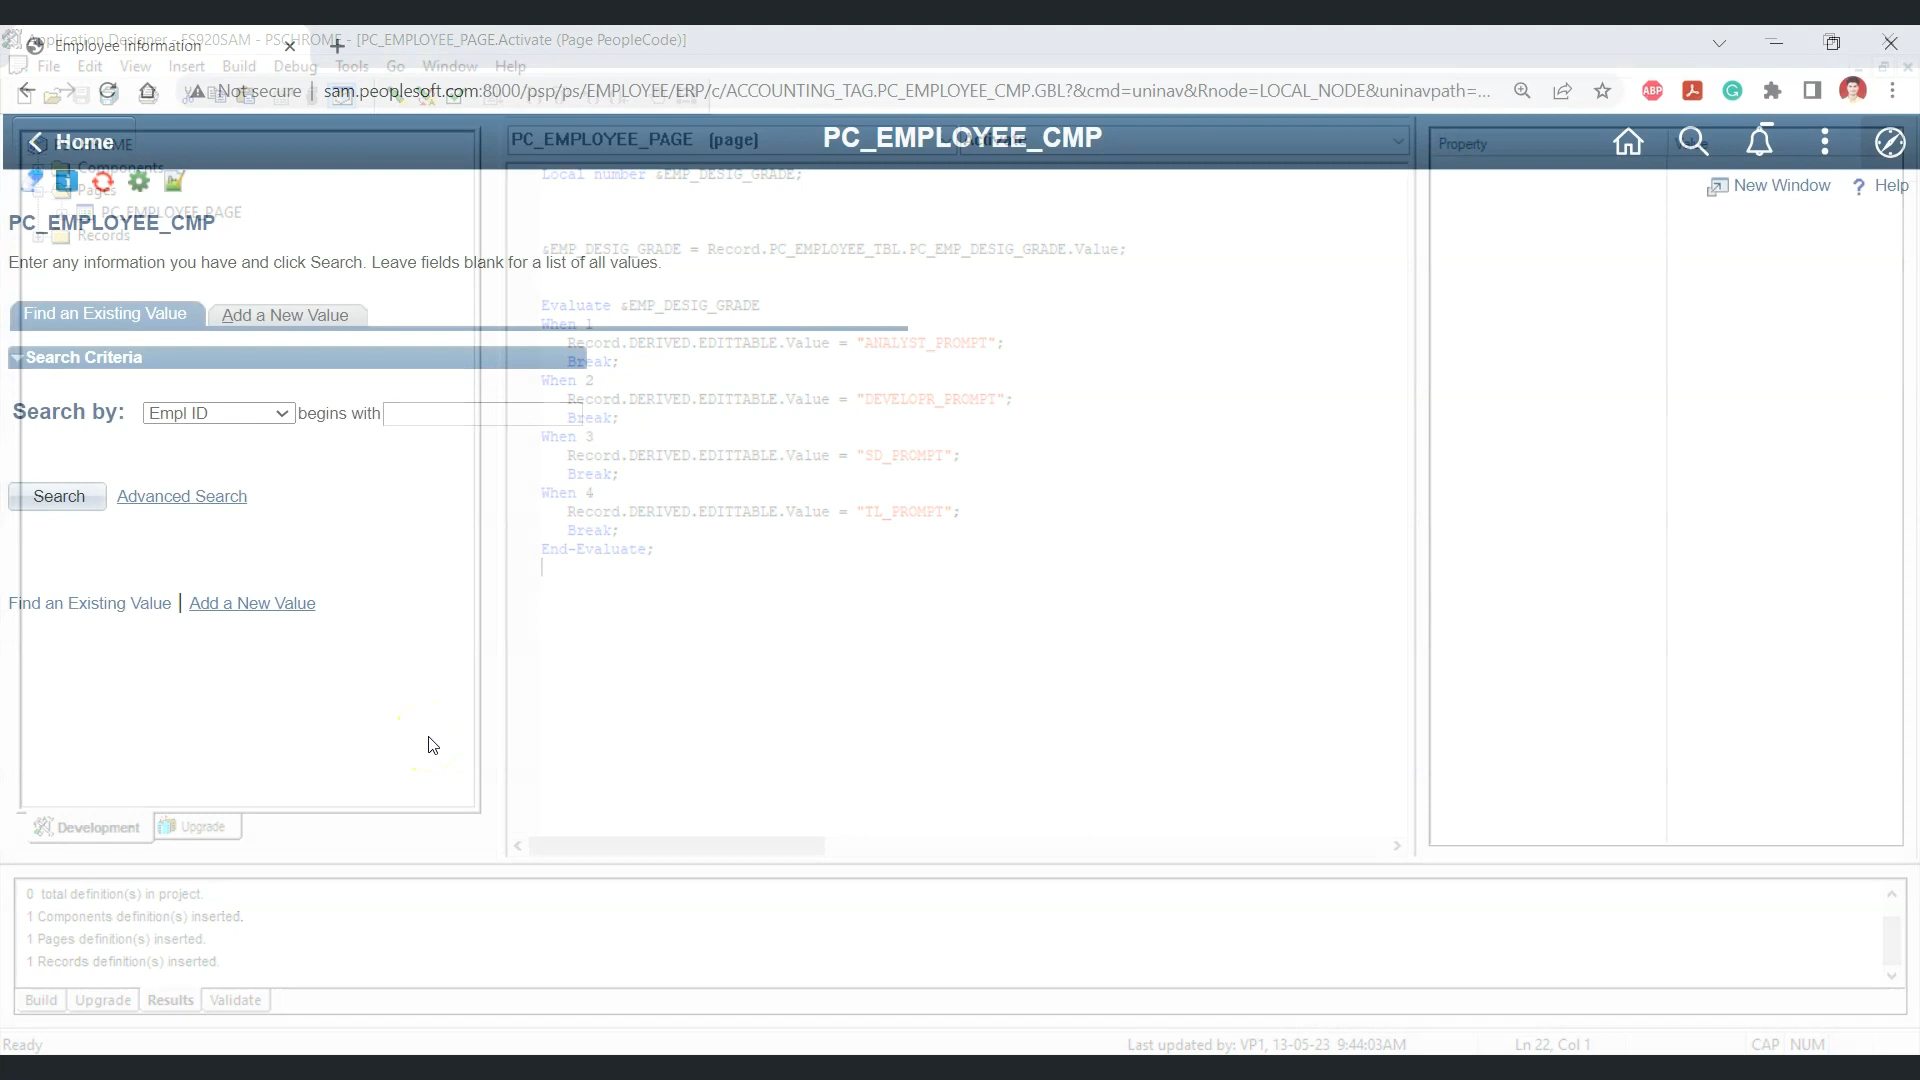 Application Designer - FS920SAM - PSCHROME - [PC_EMPLOYEE_PAGE.Activate (Page PeopleCode)]
Employee Information
File Edit View Insert Build Debug Tools Go Window Help
Not secure sam.peoplesoft.com:8000/psp/ps/EMPLOYEE/ERP/c/ACCOUNTING_TAG.PC_EMPLOYEE_CMP.GBL?&cmd=uninav&Rnode=LOCAL_NODE&uninavpath=...
ABP
Home
PC_EMPLOYEE_PAGE (page)
PC_EMPLOYEE_CMP
Property
Components
Pages
PC_EMPLOYEE_PAGE
Records
New Window
? Help
PC_EMPLOYEE_CMP
Enter any information you have and click Search. Leave fields blank for a list of all values.
Find an Existing Value
Add a New Value
Search Criteria
Search by:
Empl ID
begins with
Search
Advanced Search
Find an Existing Value | Add a New Value
Local number &EMP_DESIG_GRADE;
&EMP_DESIG_GRADE = Record.PC_EMPLOYEE_TBL.PC_EMP_DESIG_GRADE.Value;
Evaluate &EMP_DESIG_GRADE
When 1
Record.DERIVED.EDITTABLE.Value = "ANALYST_PROMPT";
Break;
When 2
Record.DERIVED.EDITTABLE.Value = "DEVELOPR_PROMPT";
Break;
When 3
Record.DERIVED.EDITTABLE.Value = "SD_PROMPT";
Break;
When 4
Record.DERIVED.EDITTABLE.Value = "TL_PROMPT";
Break;
End-Evaluate;
Development
Upgrade
0 total definition(s) in project.
1 Components definition(s) inserted.
1 Pages definition(s) inserted.
1 Records definition(s) inserted.
Build Upgrade Results Validate
Ready
Last updated by: VP1, 13-05-23 9:44:03AM
Ln 22, Col 1
CAP NUM